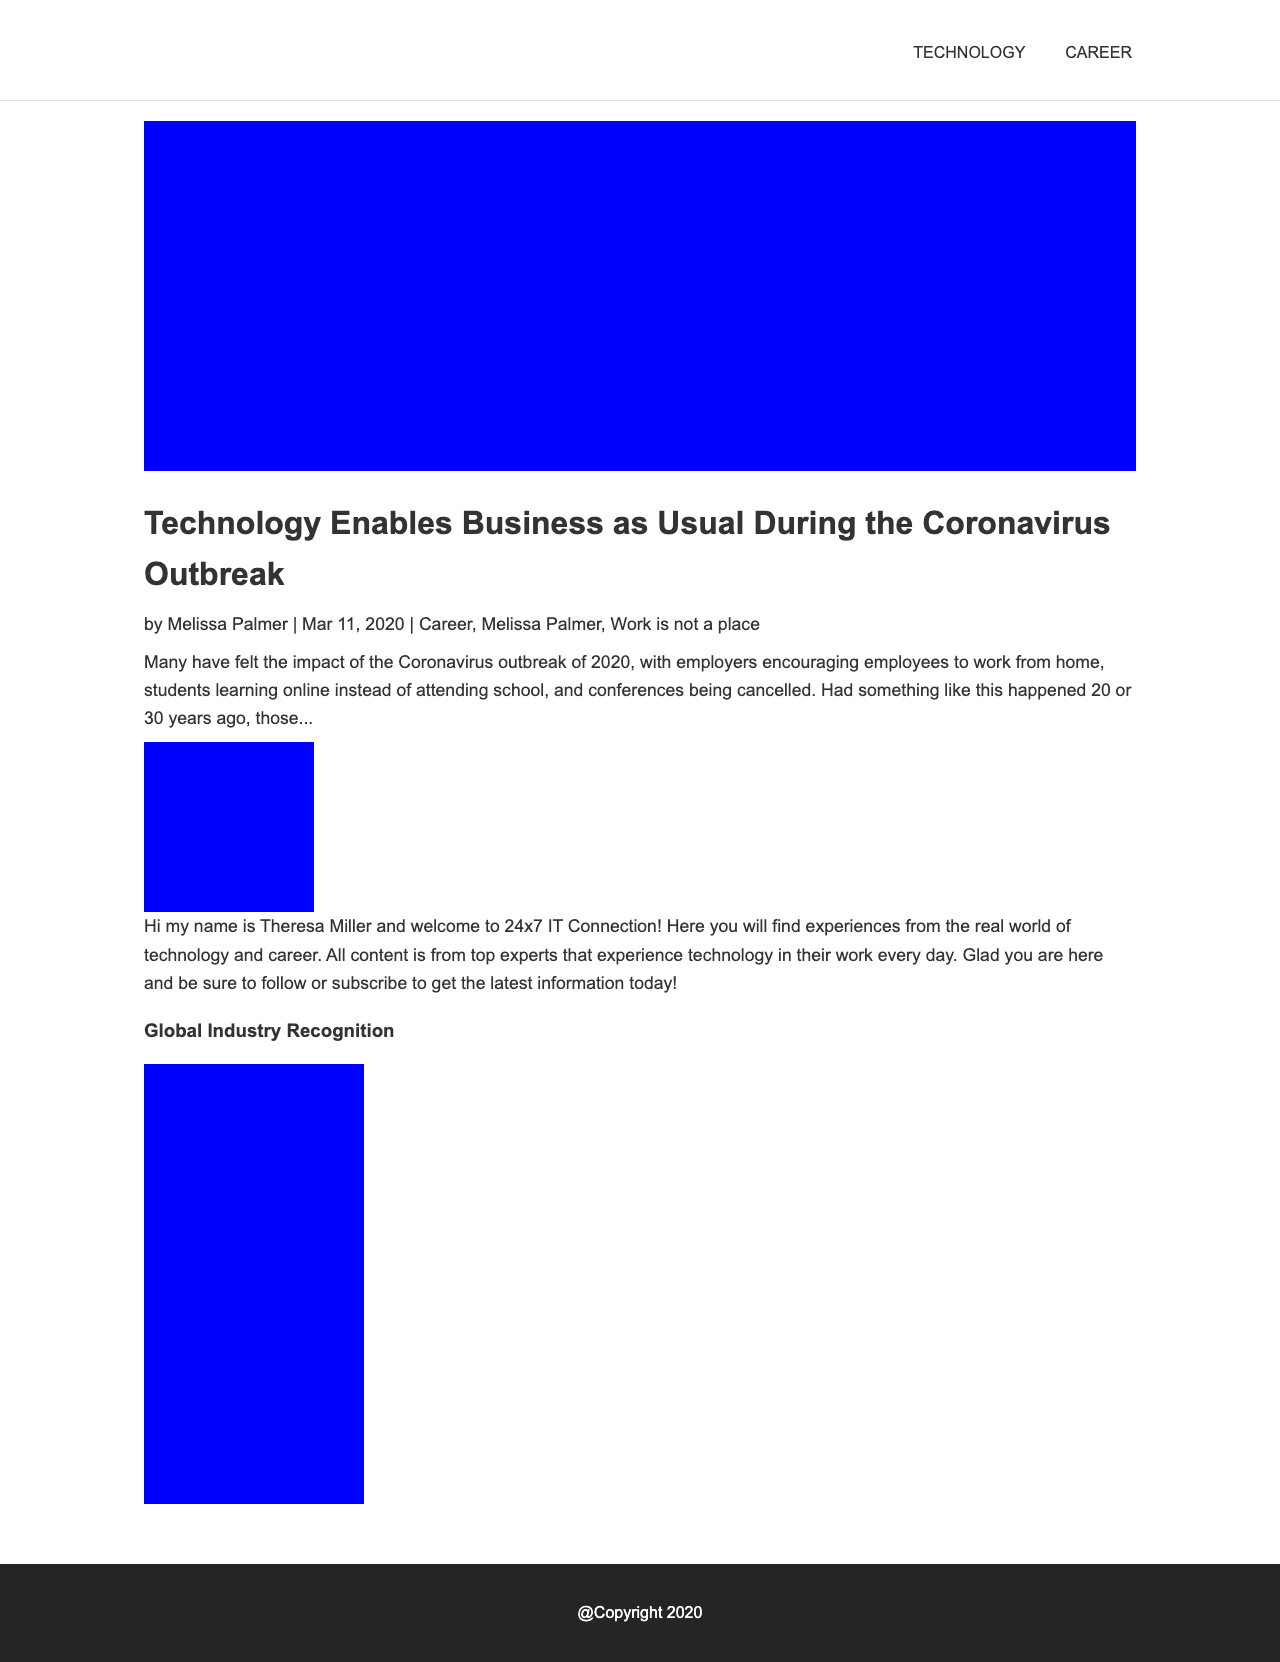 TECHNOLOGY CAREER
Technology Enables Business as Usual During the Coronavirus
Outbreak
by Melissa Palmer | Mar 11, 2020 | Career, Melissa Palmer, Work is not a place
Many have felt the impact of the Coronavirus outbreak of 2020, with employers encouraging employees to work from home,
students learning online instead of attending school, and conferences being cancelled. Had something like this happened 20 or
30 years ago, those...
Hi my name is Theresa Miller and welcome to 24x7 IT Connection! Here you will find experiences from the real world of
technology and career. All content is from top experts that experience technology in their work every day. Glad you are here
and be sure to follow or subscribe to get the latest information today!
Global Industry Recognition
@Copyright 2020